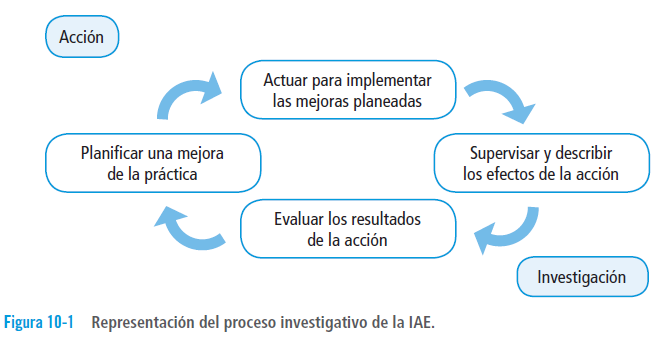 Acción
Actuar para implementar
las mejoras planeadas
Planificar una mejora
de la práctica
Supervisar y describir
los efectos de la acción
Evaluar los resultados
de la acción
Investigación
Figura 10-1 Representación del proceso investigativo de la IAE.